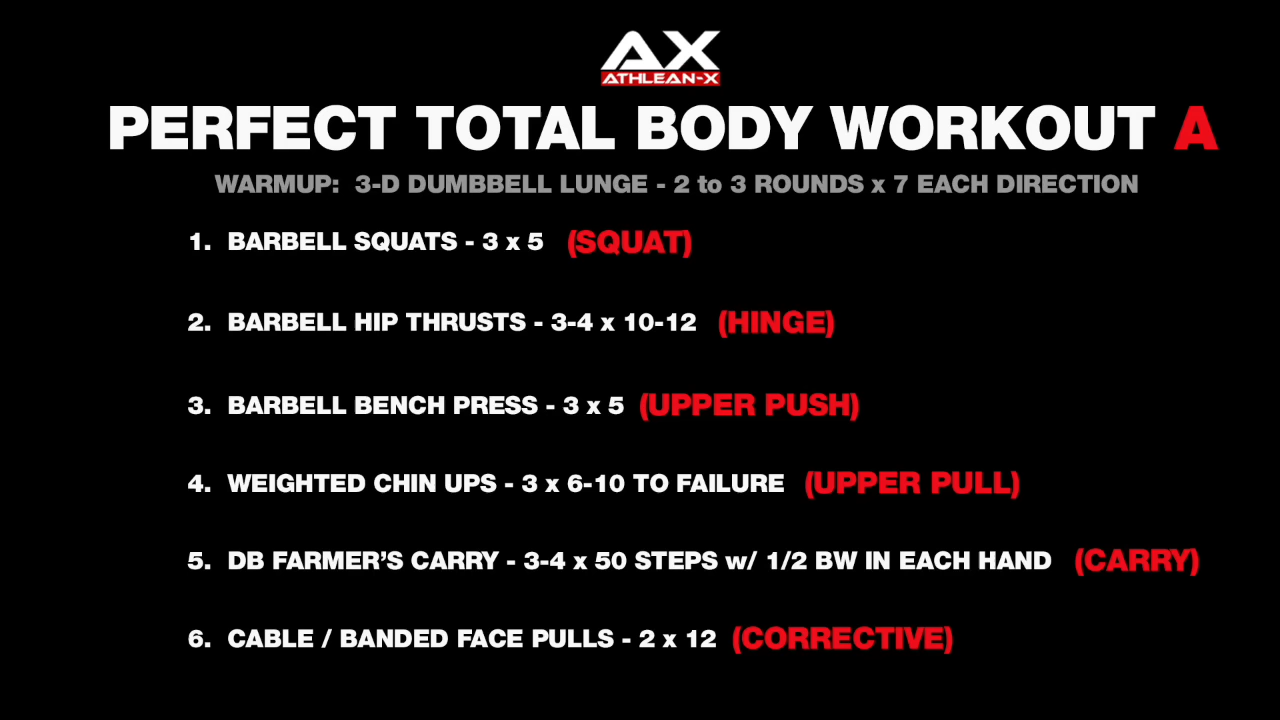 AX
ATHLEAN-X
PERFECT TOTAL BODY WORKOUT A
WARMUP: 3-D DUMBBELL LUNGE - 2 to 3 ROUNDS x 7 EACH DIRECTION
1. BARBELL SQUATS - 3 x 5 (SQUAT)
2. BARBELL HIP THRUSTS - 3-4 x 10-12 (HINGE)
3. BARBELL BENCH PRESS - 3 x 5 (UPPER PUSH)
4. WEIGHTED CHIN UPS - 3 x 6-10 TO FAILURE (UPPER PULL)
5. DB FARMER’S CARRY - 3-4 x 50 STEPS w/ 1/2 BW IN EACH HAND (CARRY)
6. CABLE / BANDED FACE PULLS - 2 x 12 (CORRECTIVE)